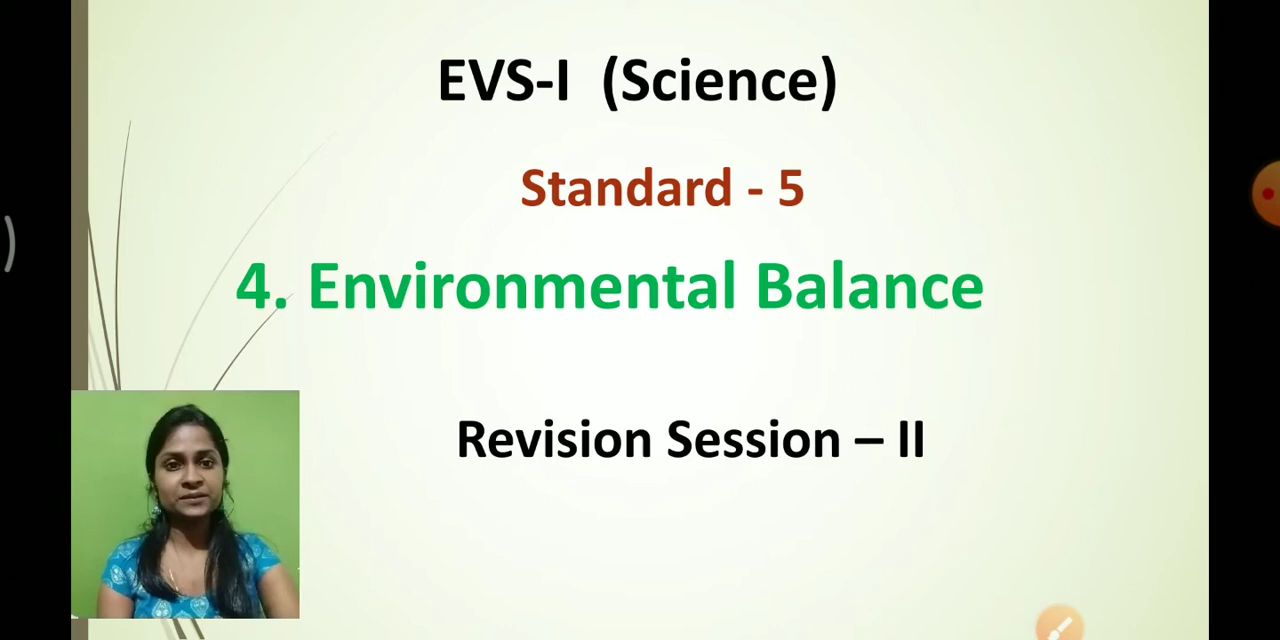 EVS-I (Science)
Standard - 5
4. Environmental Balance
Revision Session – II